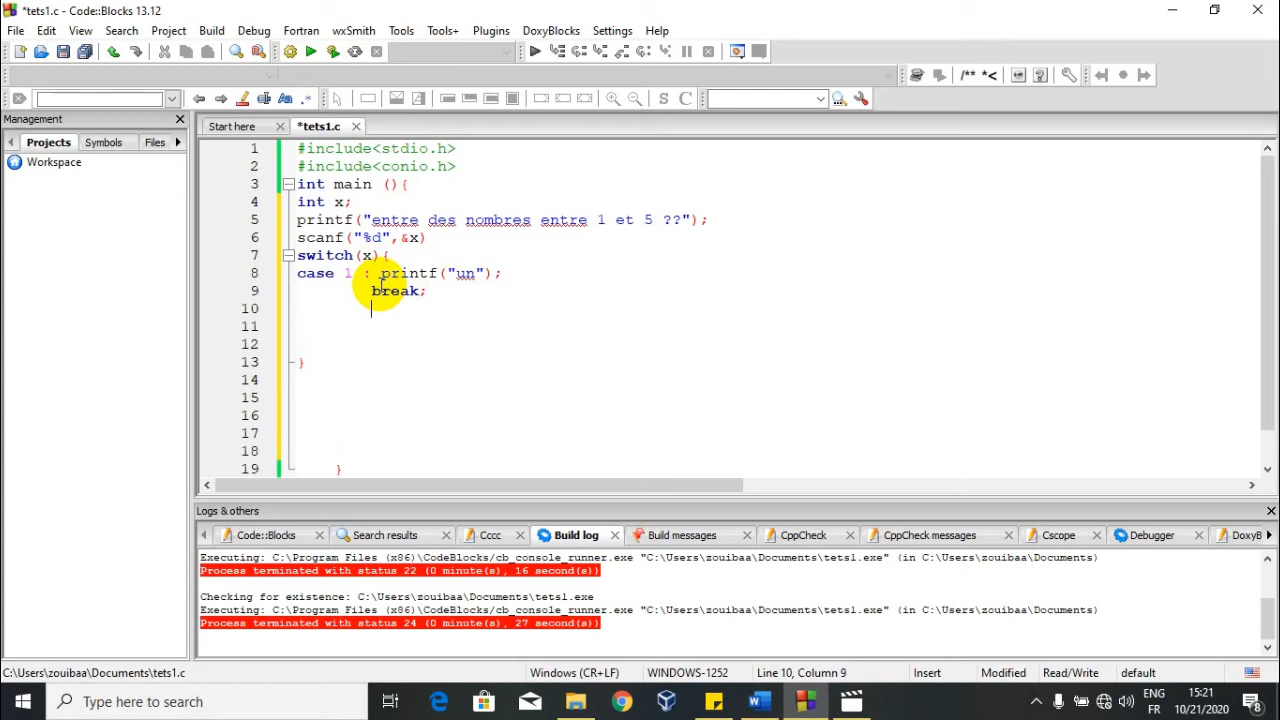 *tets1.c - Code::Blocks 13.12
File Edit View Search Project Build Debug Fortran wxSmith Tools Tools+ Plugins DoxyBlocks Settings Help
/** *<
S C
Management
Start here *tets1.c
Projects Symbols Files
Workspace
1 #include<stdio.h>
2 #include<conio.h>
3 int main (){
4 int x;
5 printf("entre des nombres entre 1 et 5 ??");
6 scanf("%d",&x)
7 switch(x){
8 case 1 : printf("un");
9 break;
10
11
12
13 }
14
15
16
17
18
19 }
Logs & others
Code::Blocks Search results Cccc Build log Build messages CppCheck CppCheck messages Cscope Debugger DoxyB
Executing: C:\Program Files (x86)\CodeBlocks/cb_console_runner.exe "C:\Users\zouibaa\Documents\tets1.exe" (in C:\Users\zouibaa\Documents)
Process terminated with status 22 (0 minute(s), 16 second(s))
Checking for existence: C:\Users\zouibaa\Documents\tets1.exe
Executing: C:\Program Files (x86)\CodeBlocks/cb_console_runner.exe "C:\Users\zouibaa\Documents\tets1.exe" (in C:\Users\zouibaa\Documents)
Process terminated with status 24 (0 minute(s), 27 second(s))
C:\Users\zouibaa\Documents\tets1.c Windows (CR+LF) WINDOWS-1252 Line 10, Column 9 Insert Modified Read/Write default
Type here to search
ENG 15:21
FR 10/21/2020 8